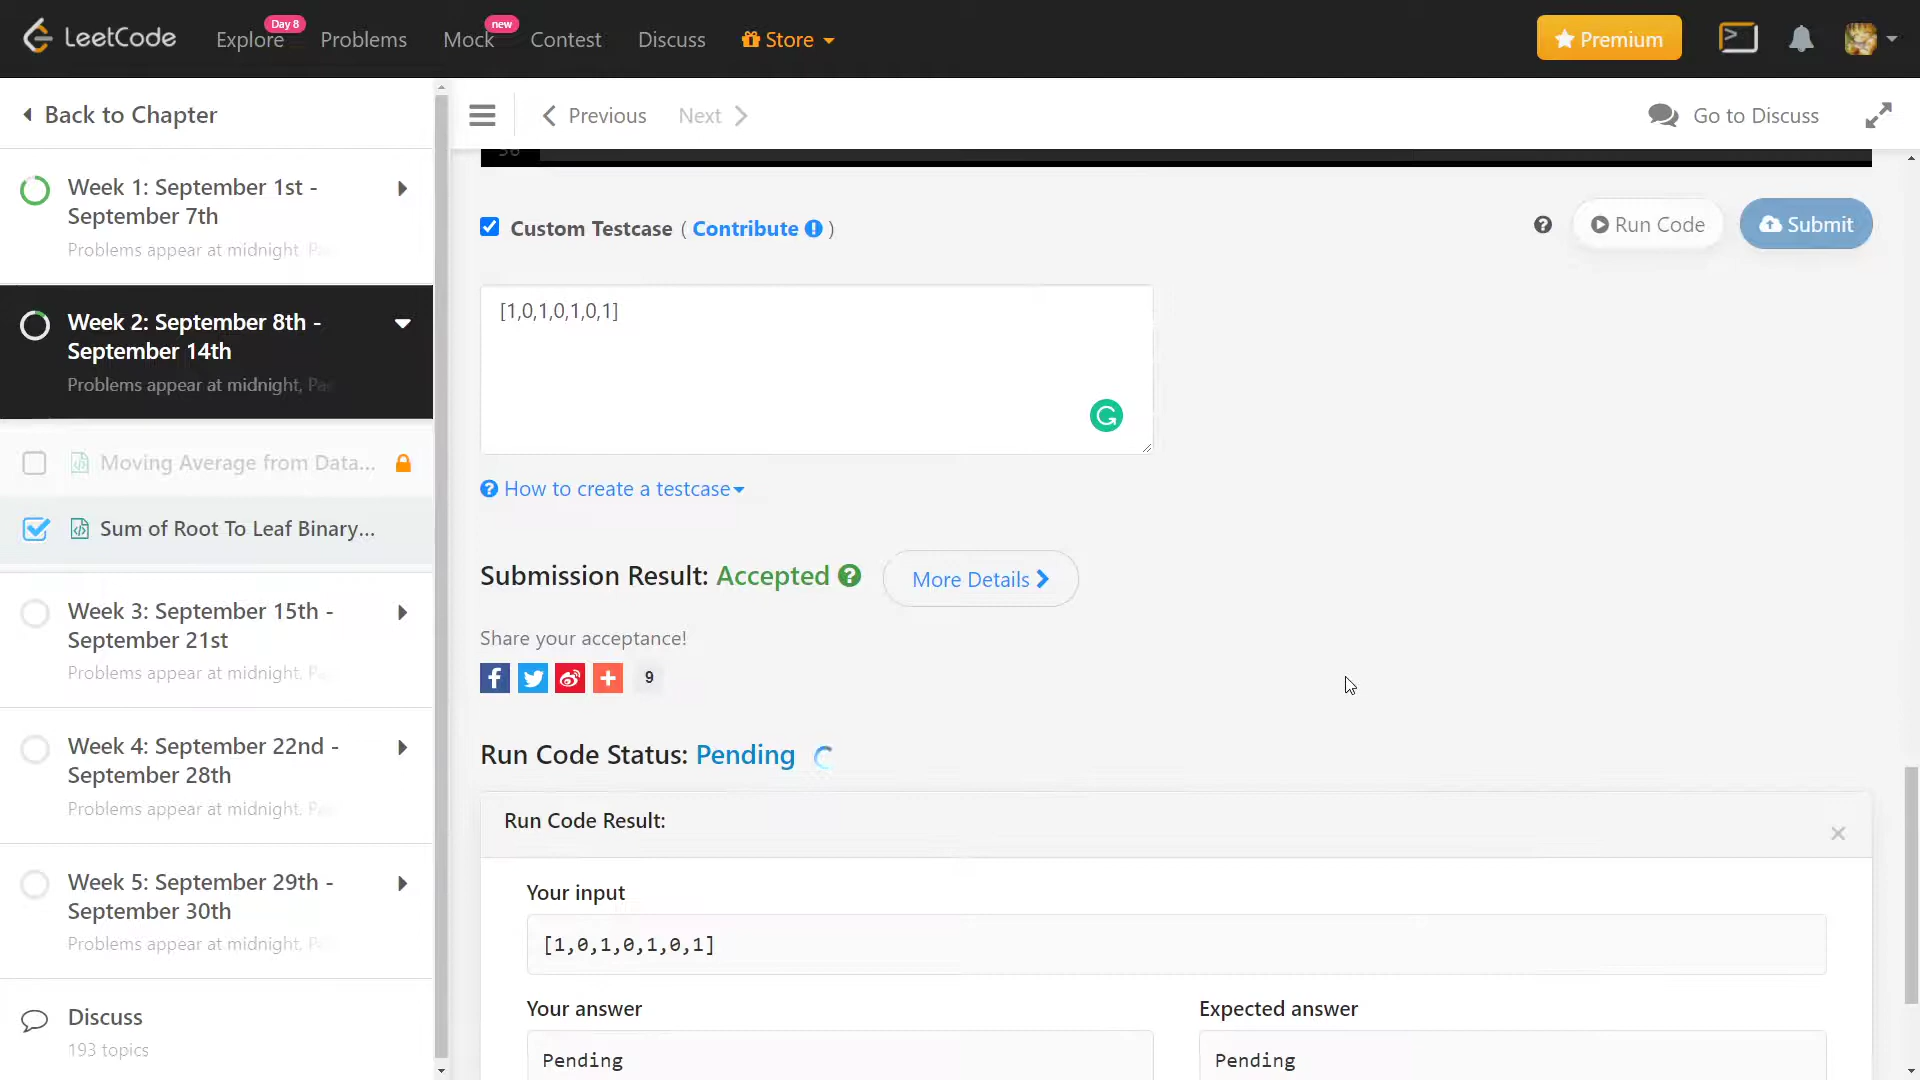 LeetCode
Explore
Day 8
Problems
Mock
new
Contest
Discuss
Store
Premium
Back to Chapter
Previous
Next
Go to Discuss
Week 1: September 1st -
September 7th
Problems appear at midnight,
Week 2: September 8th -
September 14th
Problems appear at midnight,
Moving Average from Data...
Sum of Root To Leaf Binary...
Week 3: September 15th -
September 21st
Problems appear at midnight,
Week 4: September 22nd -
September 28th
Problems appear at midnight,
Week 5: September 29th -
September 30th
Problems appear at midnight,
Discuss
193 topics
Custom Testcase ( Contribute )
Run Code
Submit
[1,0,1,0,1,0,1]
How to create a testcase
Submission Result: Accepted
More Details
Share your acceptance!
9
Run Code Status: Pending
Run Code Result:
×
Your input
[1,0,1,0,1,0,1]
Your answer
Expected answer
Pending
Pending